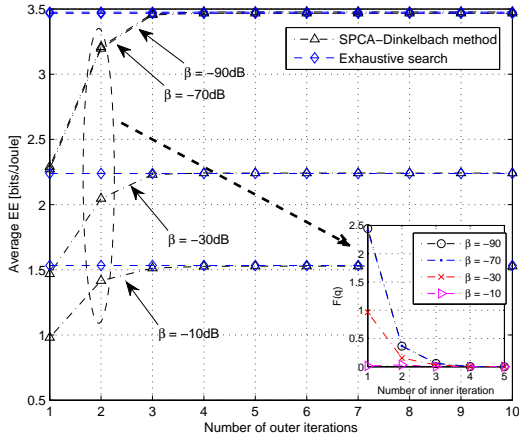 3.5
3
2.5
2
1.5
1
0.5
Average EE [bits/Joule]
1 2 3 4 5 6 7 8 9 10
Number of outer iterations
SPCA−Dinkelbach method
Exhaustive search
β = −90dB
β = −70dB
β = −30dB
β = −10dB
2.5
2
1.5
1
0.5
0
F(q)
1 2 3 4 5
Number of inner iteration
β = −90
β = −70
β = −30
β = −10